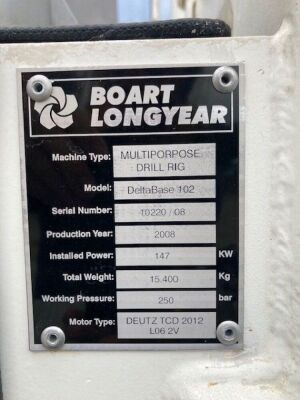 BOART
LONGYEAR
Machine Type: MULTIPORPOSE
DRILL RIG
Model: DeltaBase 102
Serial Number: 10220 / 08
Production Year: 2008
Installed Power: 147 KW
Total Weight: 15.400 Kg
Working Pressure: 250 bar
Motor Type: DEUTZ TCD 2012
L06 2V